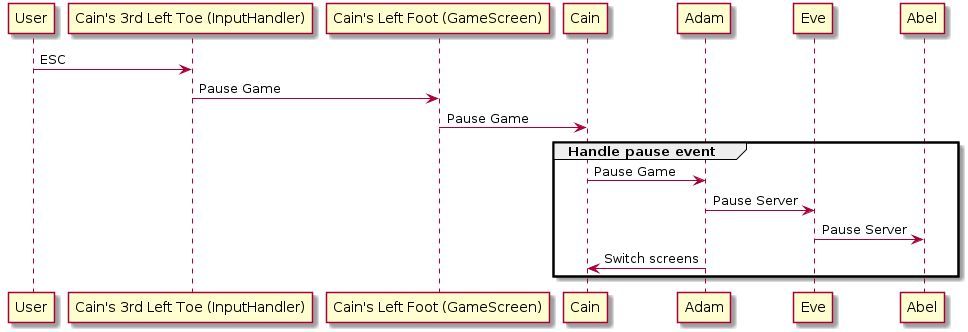 User
Cain's 3rd Left Toe (InputHandler)
Cain's Left Foot (GameScreen)
Cain
Adam
Eve
Abel
ESC
Pause Game
Pause Game
Handle pause event
Pause Game
Pause Server
Pause Server
Switch screens
User
Cain's 3rd Left Toe (InputHandler)
Cain's Left Foot (GameScreen)
Cain
Adam
Eve
Abel